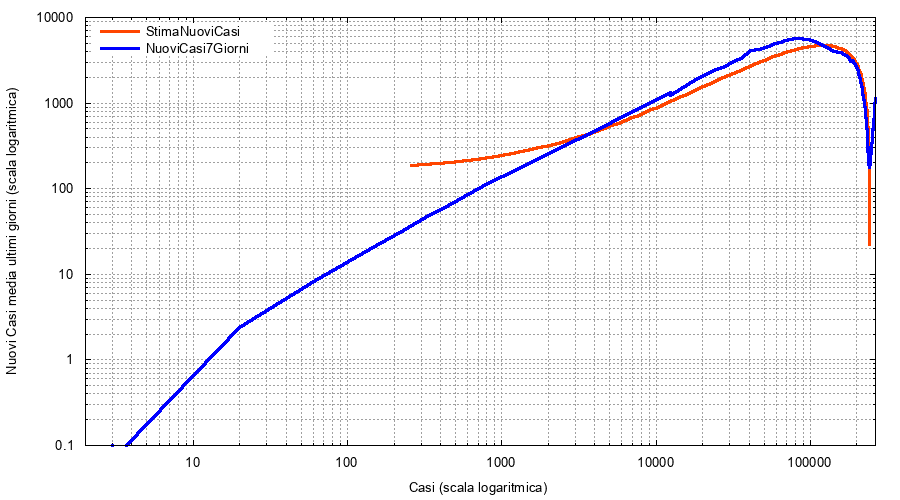 StimaNuoviCasi
NuoviCasi7Giorni
Nuovi Casi media ultimi giorni (scala logaritmica)
10000
1000
100
10
1
0.1
10 100 1000 10000 100000
Casi (scala logaritmica)